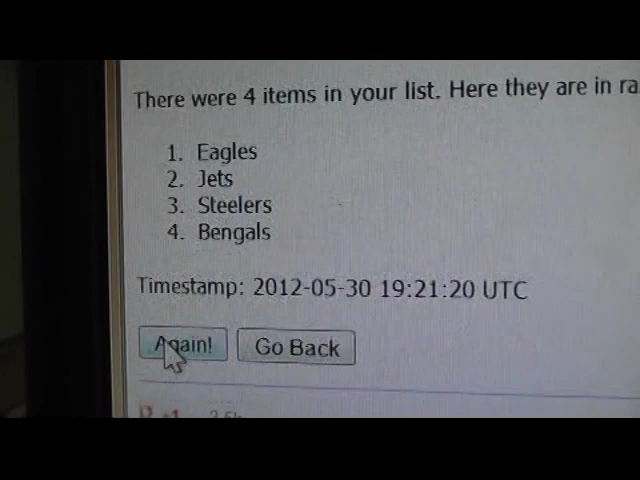 There were 4 items in your list. Here they are in ra
1. Eagles
2. Jets
3. Steelers
4. Bengals
Timestamp: 2012-05-30 19:21:20 UTC
Again! Go Back